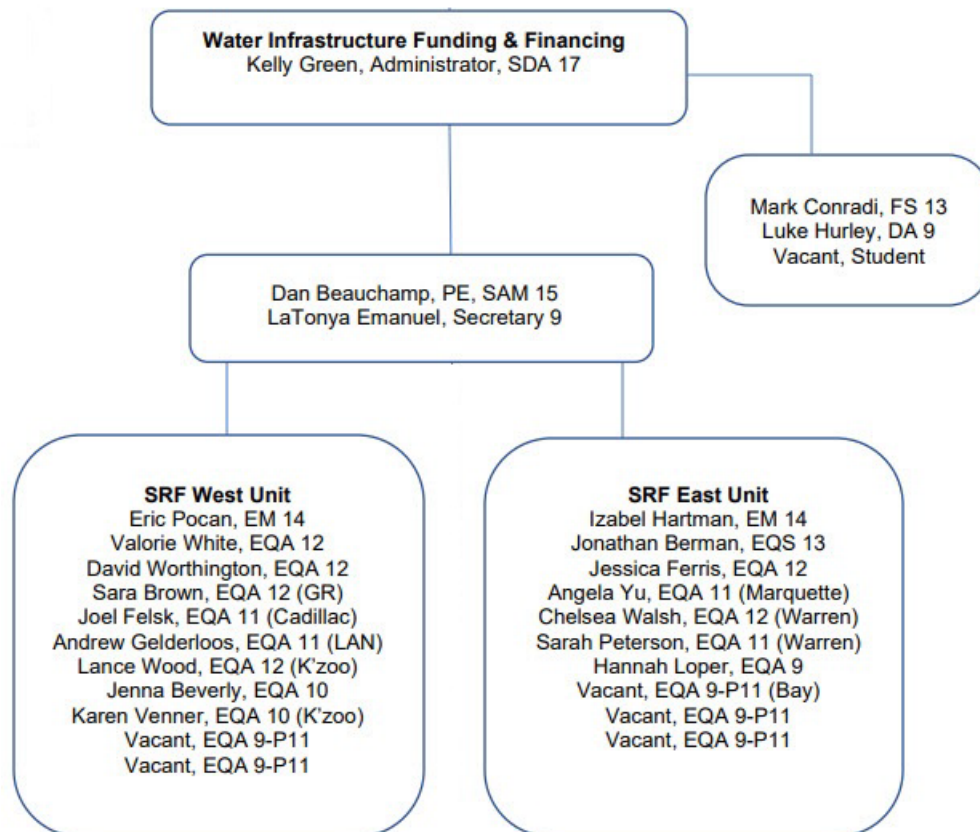 Water Infrastructure Funding & Financing
Kelly Green, Administrator, SDA 17
Mark Conradi, FS 13
Luke Hurley, DA 9
Vacant, Student
Dan Beauchamp, PE, SAM 15
LaTonya Emanuel, Secretary 9
SRF West Unit
Eric Pocan, EM 14
Valorie White, EQA 12
David Worthington, EQA 12
Sara Brown, EQA 12 (GR)
Joel Felsk, EQA 11 (Cadillac)
Andrew Gelderloos, EQA 11 (LAN)
Lance Wood, EQA 12 (K’zoo)
Jenna Beverly, EQA 10
Karen Venner, EQA 10 (K’zoo)
Vacant, EQA 9-P11
Vacant, EQA 9-P11
SRF East Unit
Izabel Hartman, EM 14
Jonathan Berman, EQS 13
Jessica Ferris, EQA 12
Angela Yu, EQA 11 (Marquette)
Chelsea Walsh, EQA 12 (Warren)
Sarah Peterson, EQA 11 (Warren)
Hannah Loper, EQA 9
Vacant, EQA 9-P11 (Bay)
Vacant, EQA 9-P11
Vacant, EQA 9-P11